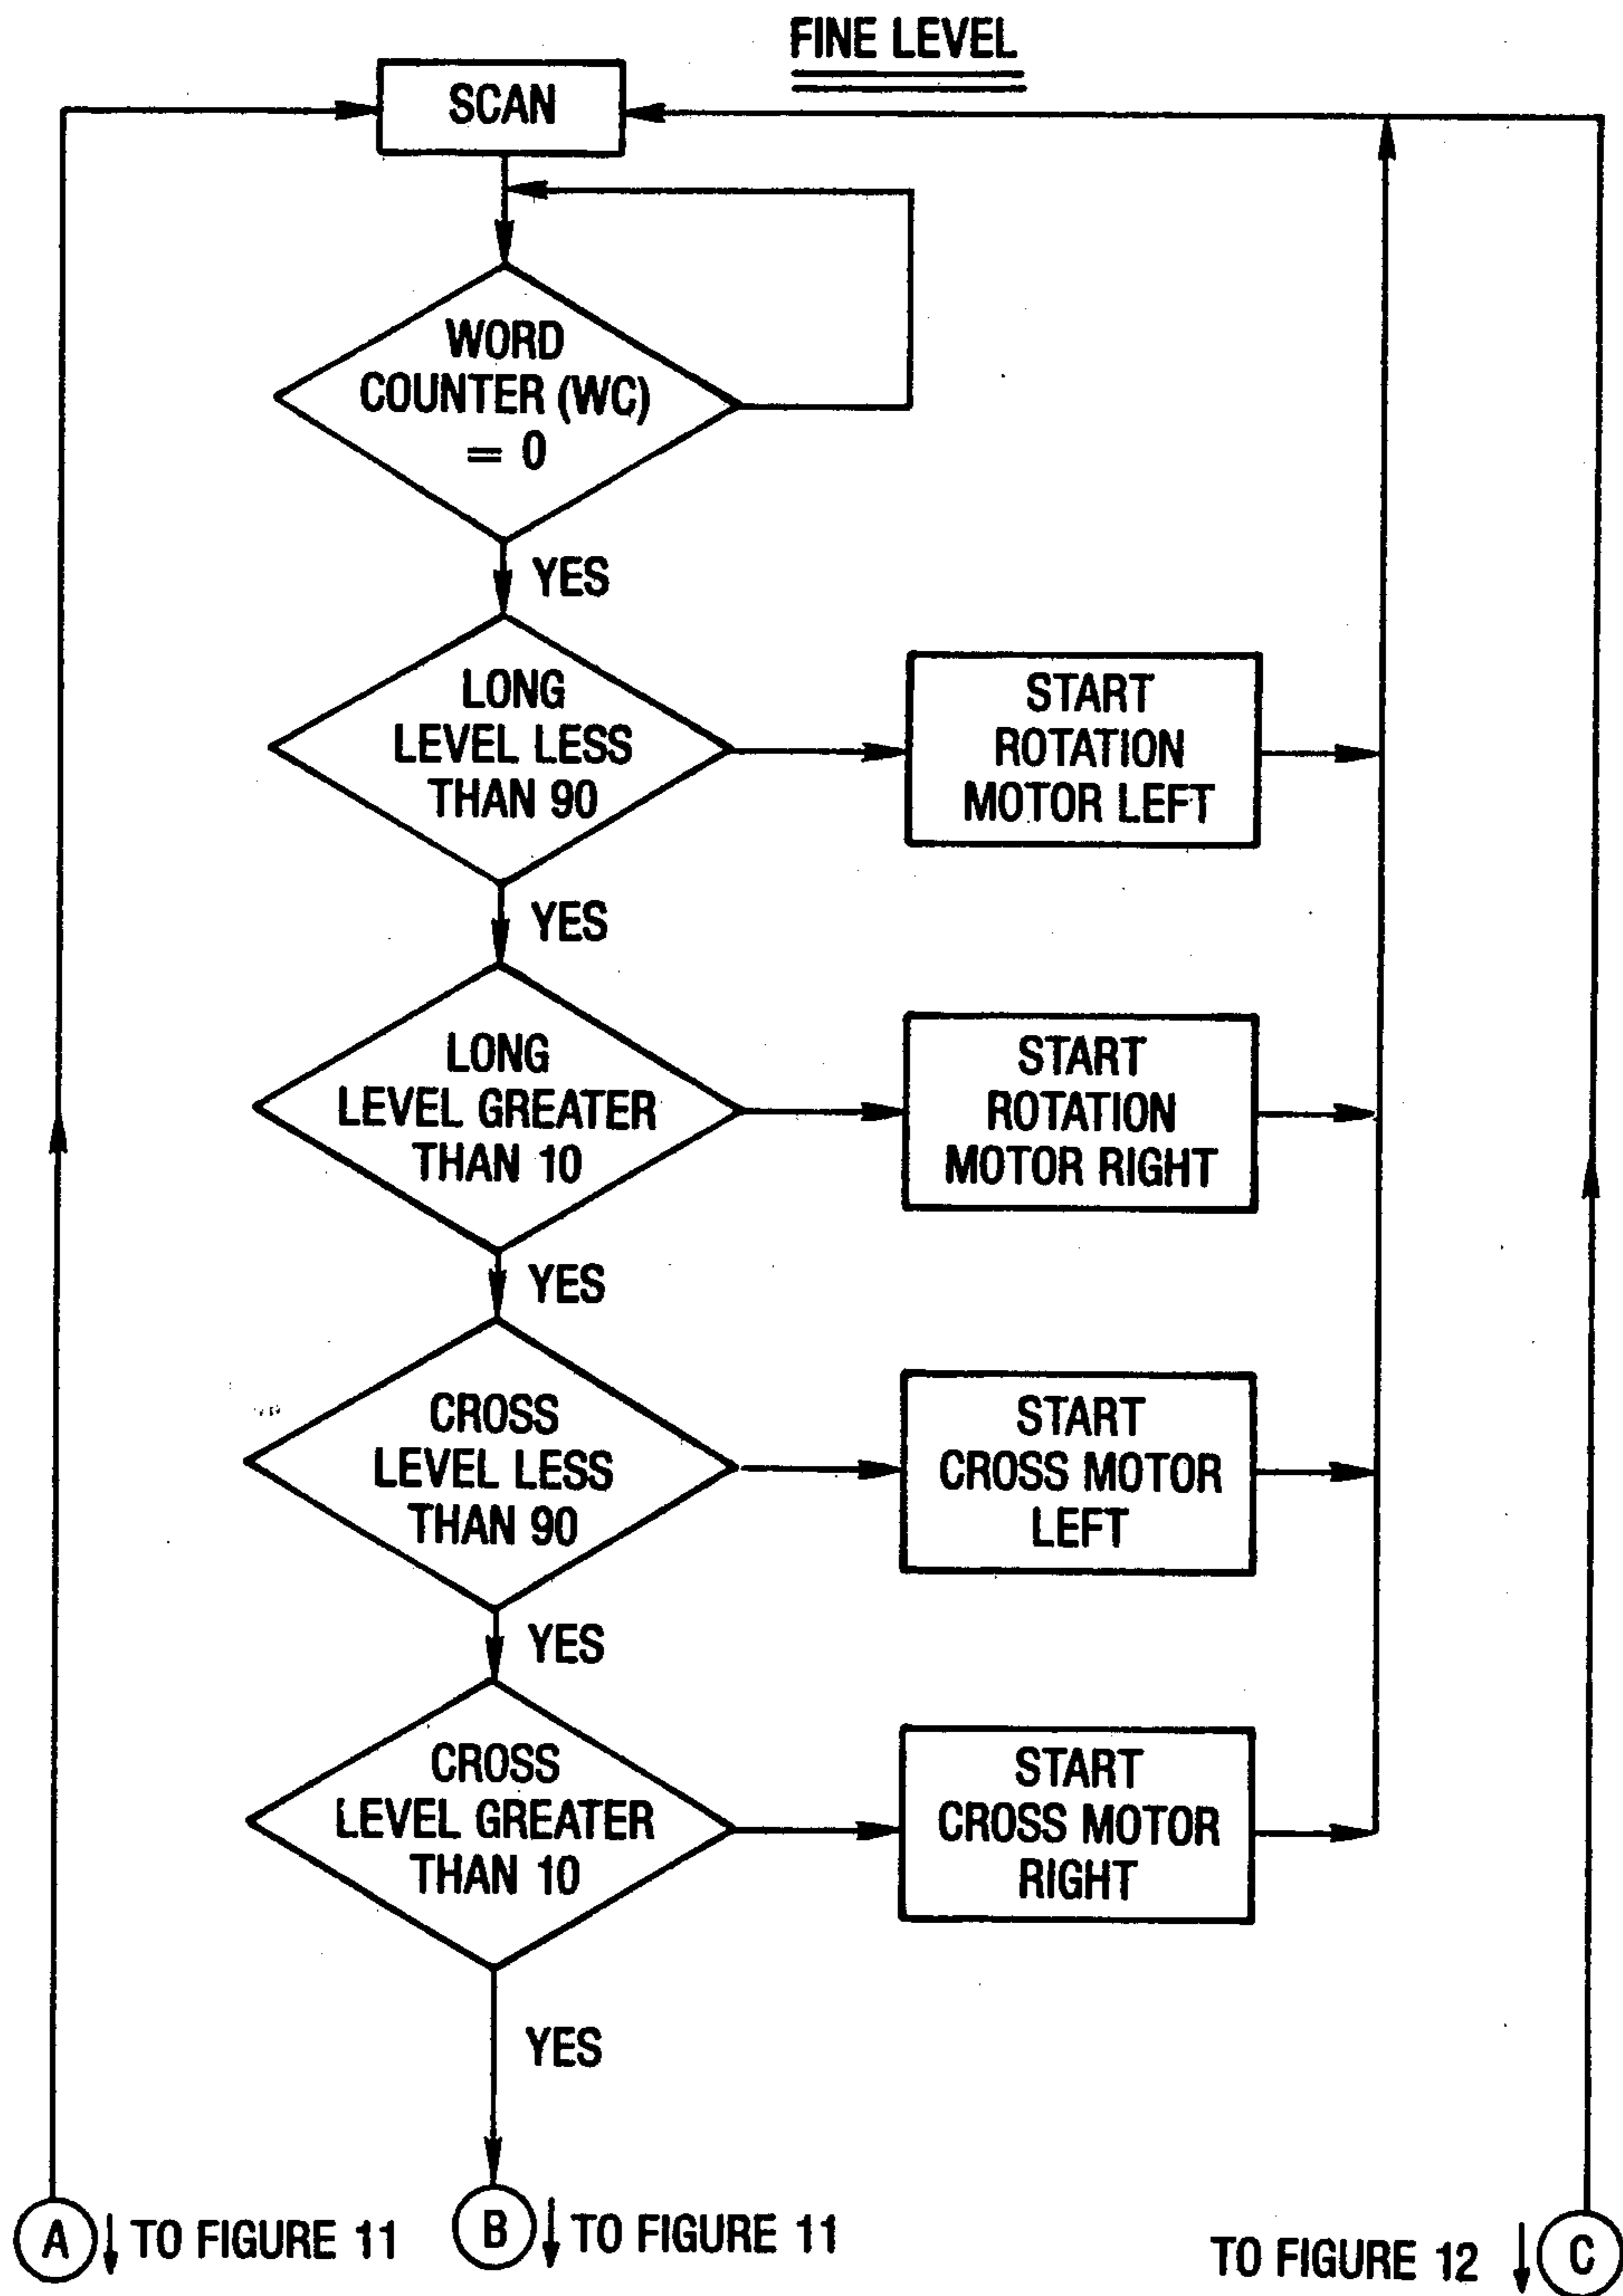 FINE LEVEL
SCAN
WORD
COUNTER (WC)
= 0
YES
LONG
LEVEL LESS
THAN 90
START
ROTATION
MOTOR LEFT
YES
LONG
LEVEL GREATER
THAN 10
START
ROTATION
MOTOR RIGHT
YES
CROSS
LEVEL LESS
THAN 90
START
CROSS MOTOR
LEFT
YES
CROSS
LEVEL GREATER
THAN 10
START
CROSS MOTOR
RIGHT
YES
A ↓ TO FIGURE 11
B ↓ TO FIGURE 11
TO FIGURE 12 ↓ C